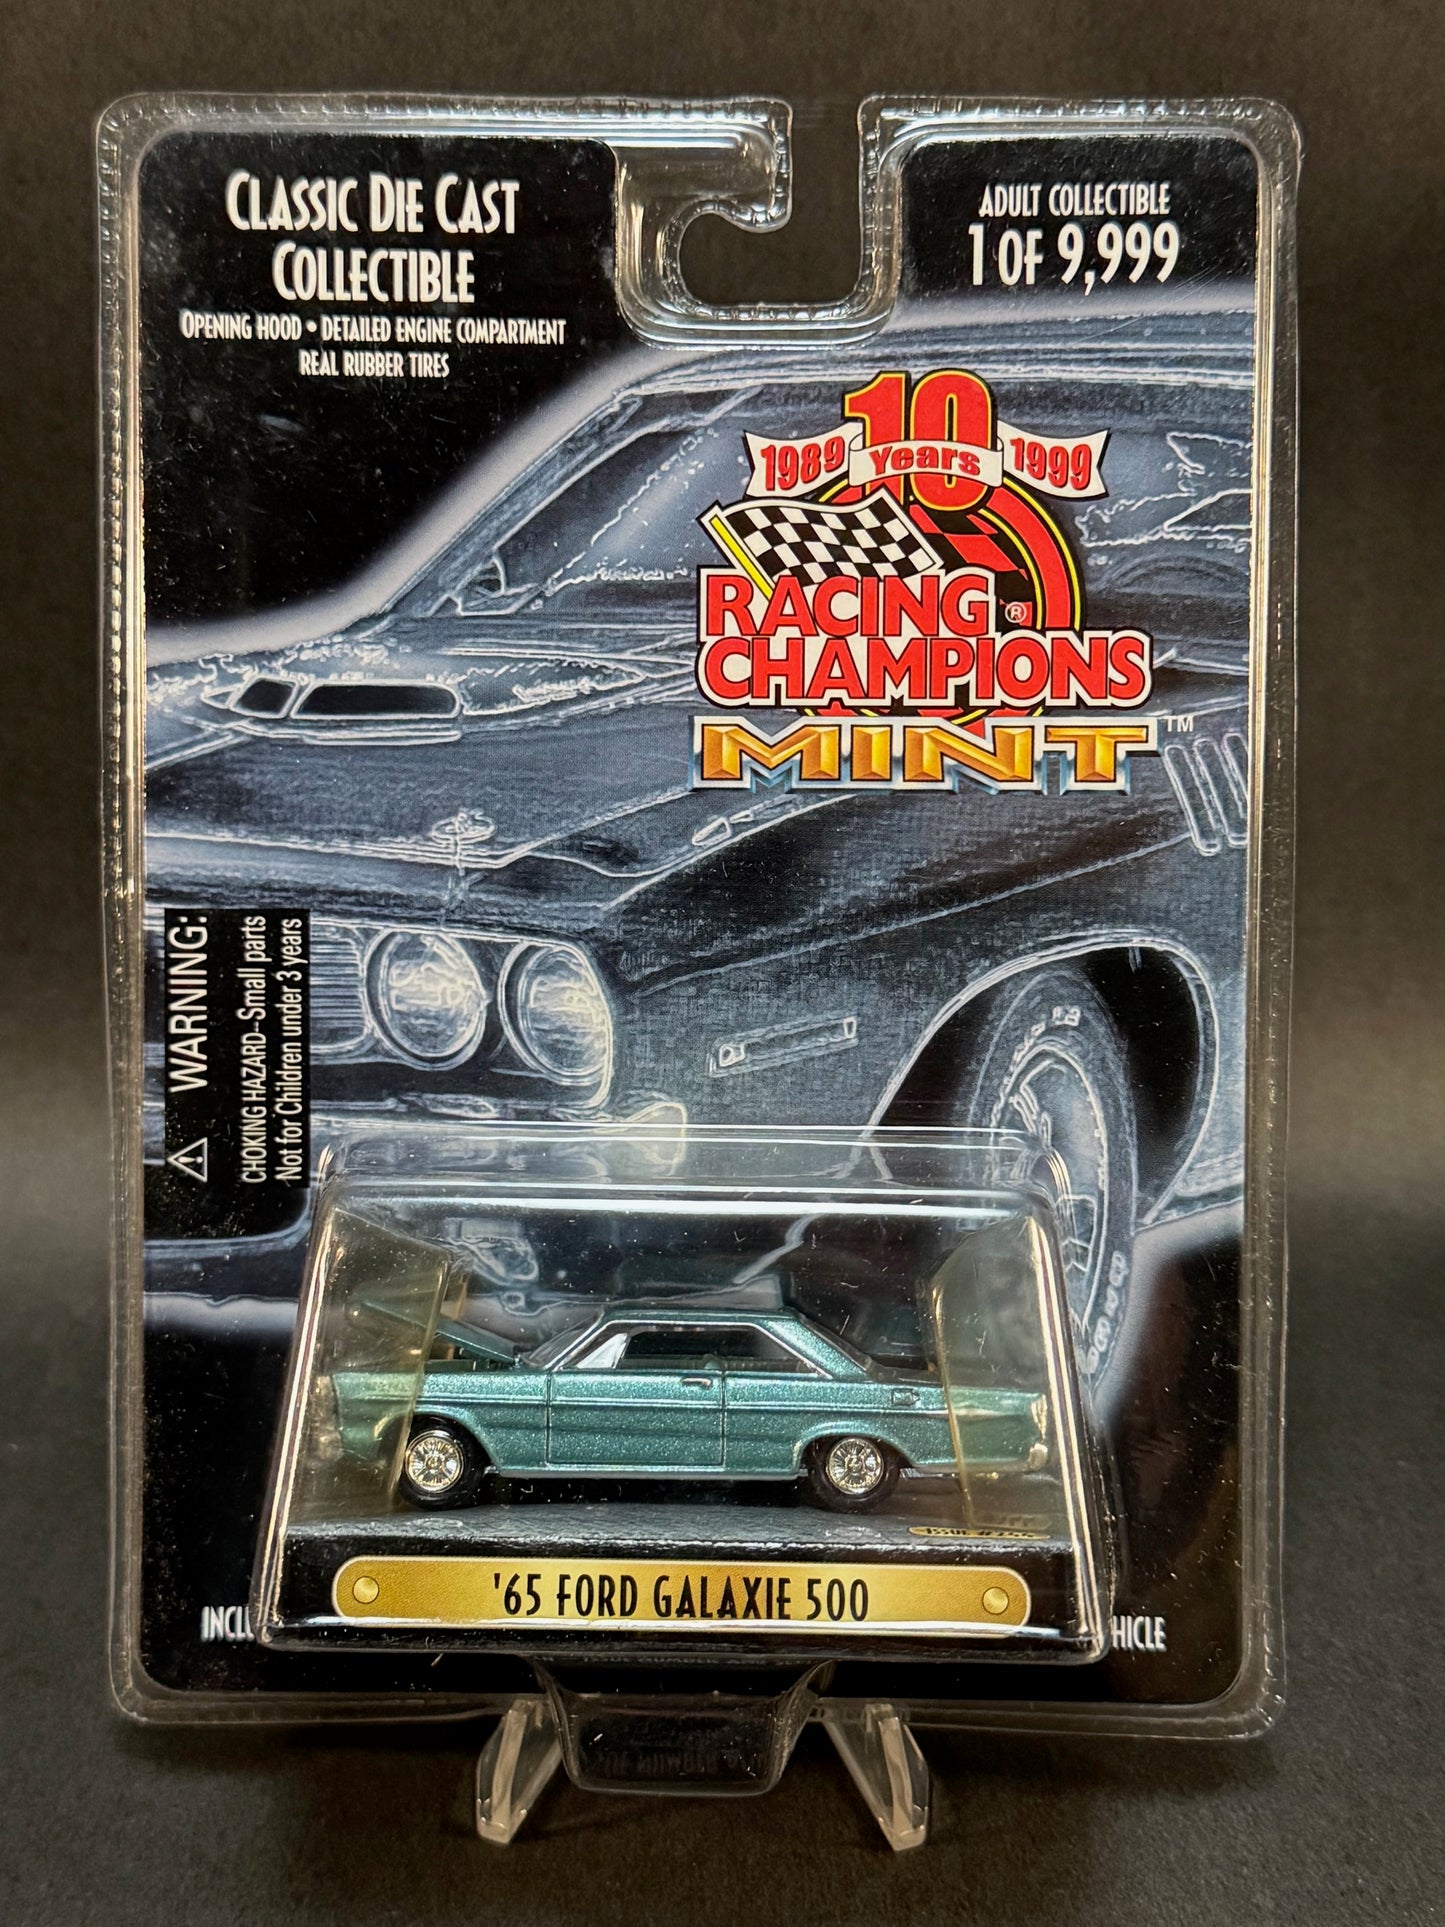 CLASSIC DIE CAST
COLLECTIBLE
OPENING HOOD • DETAILED ENGINE COMPARTMENT
REAL RUBBER TIRES
ADULT COLLECTIBLE
1 OF 9,999
1989 10 Years 1999
RACING ®
CHAMPIONS
MINT ™
⚠ WARNING:
CHOKING HAZARD-Small parts
Not for Children under 3 years
ISSUE
'65 FORD GALAXIE 500